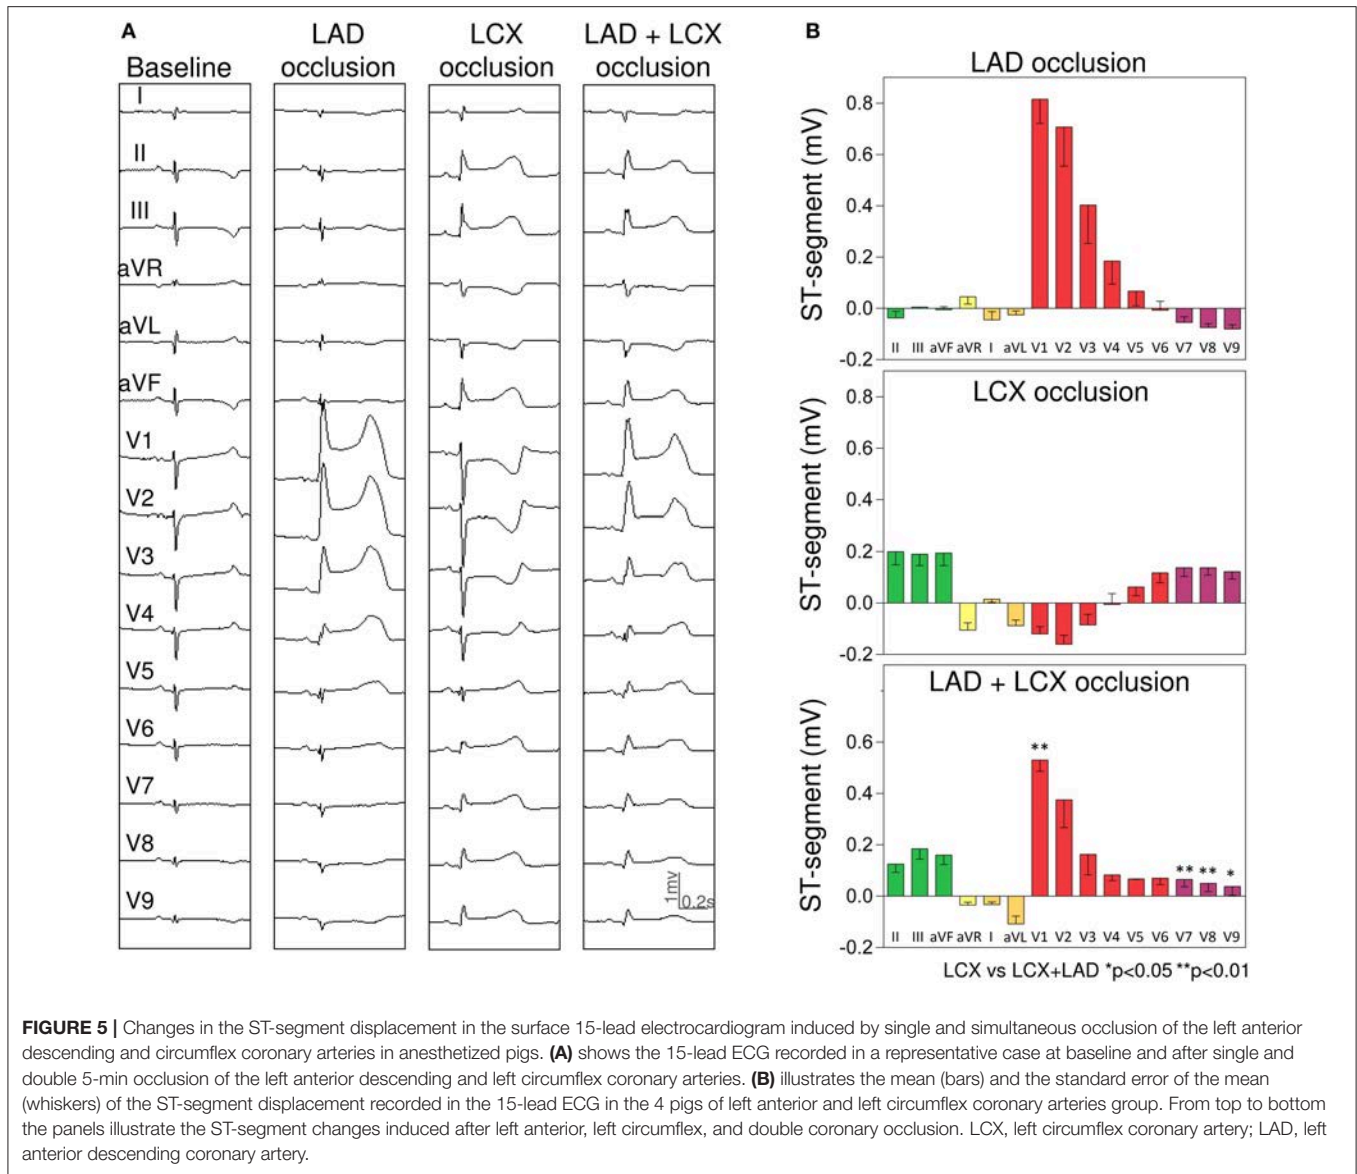 A
Baseline
LAD
occlusion
LCX
occlusion
LAD + LCX
occlusion
I
II
III
aVR
aVL
aVF
V1
V2
V3
V4
V5
V6
V7
V8
V9
1mv
0.2s
B
LAD occlusion
ST-segment (mV)
0.8
0.6
0.4
0.2
0.0
-0.2
II III aVF aVR I aVL V1 V2 V3 V4 V5 V6 V7 V8 V9
LCX occlusion
ST-segment (mV)
0.8
0.6
0.4
0.2
0.0
-0.2
LAD + LCX occlusion
ST-segment (mV)
0.6
0.4
0.2
0.0
-0.2
**
** ** *
II III aVF aVR I aVL V1 V2 V3 V4 V5 V6 V7 V8 V9
LCX vs LCX+LAD *p<0.05 **p<0.01
FIGURE 5 | Changes in the ST-segment displacement in the surface 15-lead electrocardiogram induced by single and simultaneous occlusion of the left anterior
descending and circumflex coronary arteries in anesthetized pigs. (A) shows the 15-lead ECG recorded in a representative case at baseline and after single and
double 5-min occlusion of the left anterior descending and left circumflex coronary arteries. (B) illustrates the mean (bars) and the standard error of the mean
(whiskers) of the ST-segment displacement recorded in the 15-lead ECG in the 4 pigs of left anterior and left circumflex coronary arteries group. From top to bottom
the panels illustrate the ST-segment changes induced after left anterior, left circumflex, and double coronary occlusion. LCX, left circumflex coronary artery; LAD, left
anterior descending coronary artery.